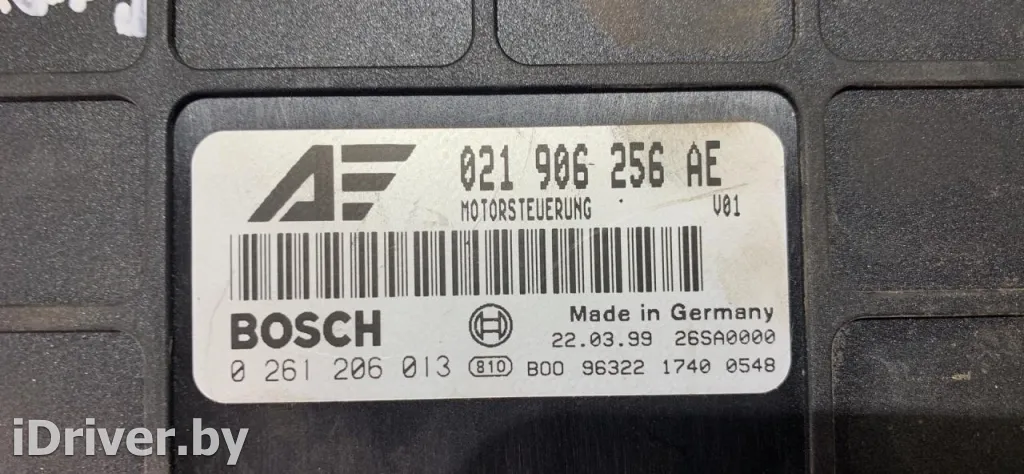 AE 021 906 256 AE
MOTORSTEUERUNG V01
BOSCH Made in Germany
22.03.99 26SA0000
0 261 206 013 810 B00 96322 1740 0548
iDriver.by